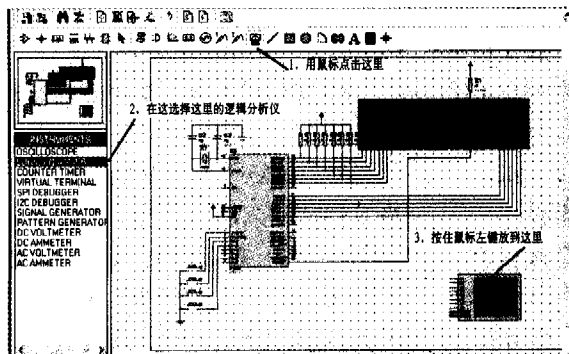 1. 用鼠标点击这里
2. 在这选择这里的逻辑分析仪
INSTRUMENTS
OSCILLOSCOPE
COUNTER TIMER
VIRTUAL TERMINAL
SPI DEBUGGER
I2C DEBUGGER
SIGNAL GENERATOR
PATTERN GENERATOR
DC VOLTMETER
DC AMMETER
AC VOLTMETER
AC AMMETER
3. 按住鼠标左键放到这里